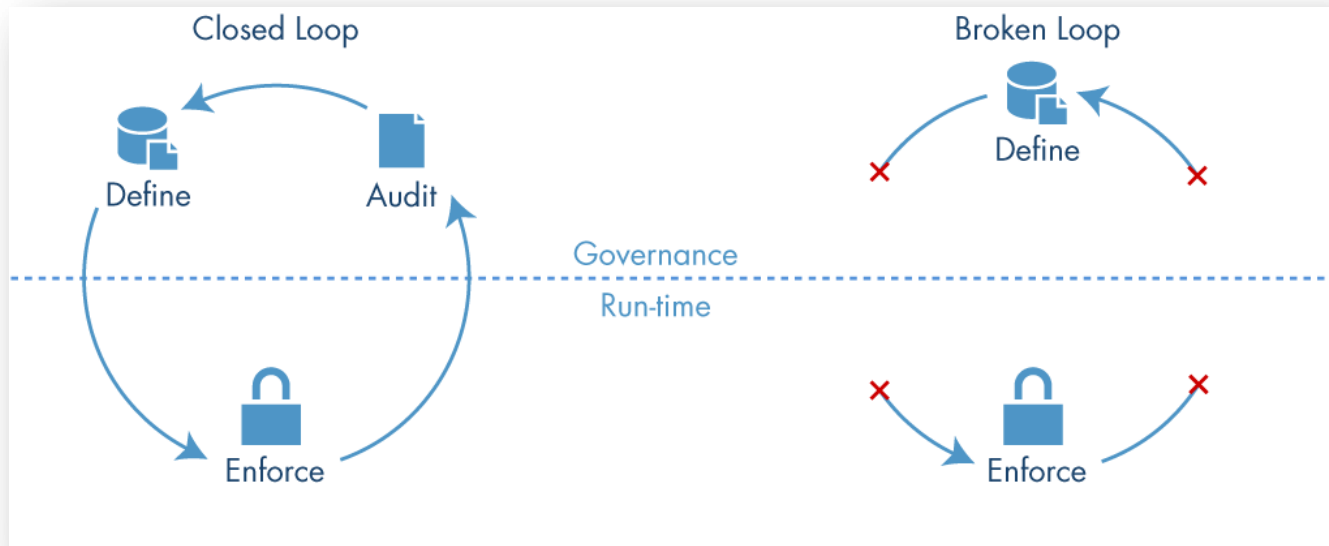 Closed Loop
Broken Loop
Define
Audit
Define
Governance
Run-time
Enforce
Enforce